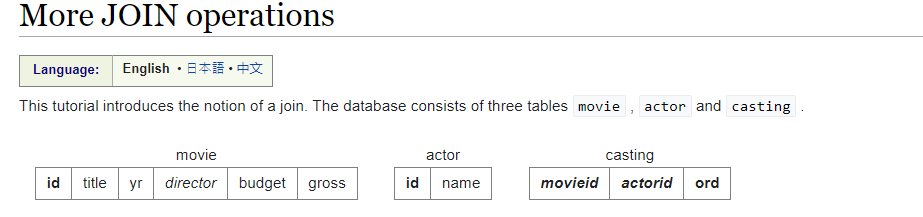 More JOIN operations
Language: English • 日本語 • 中文
This tutorial introduces the notion of a join. The database consists of three tables movie , actor and casting .
movie actor casting
id title yr director budget gross id name movieid actorid ord